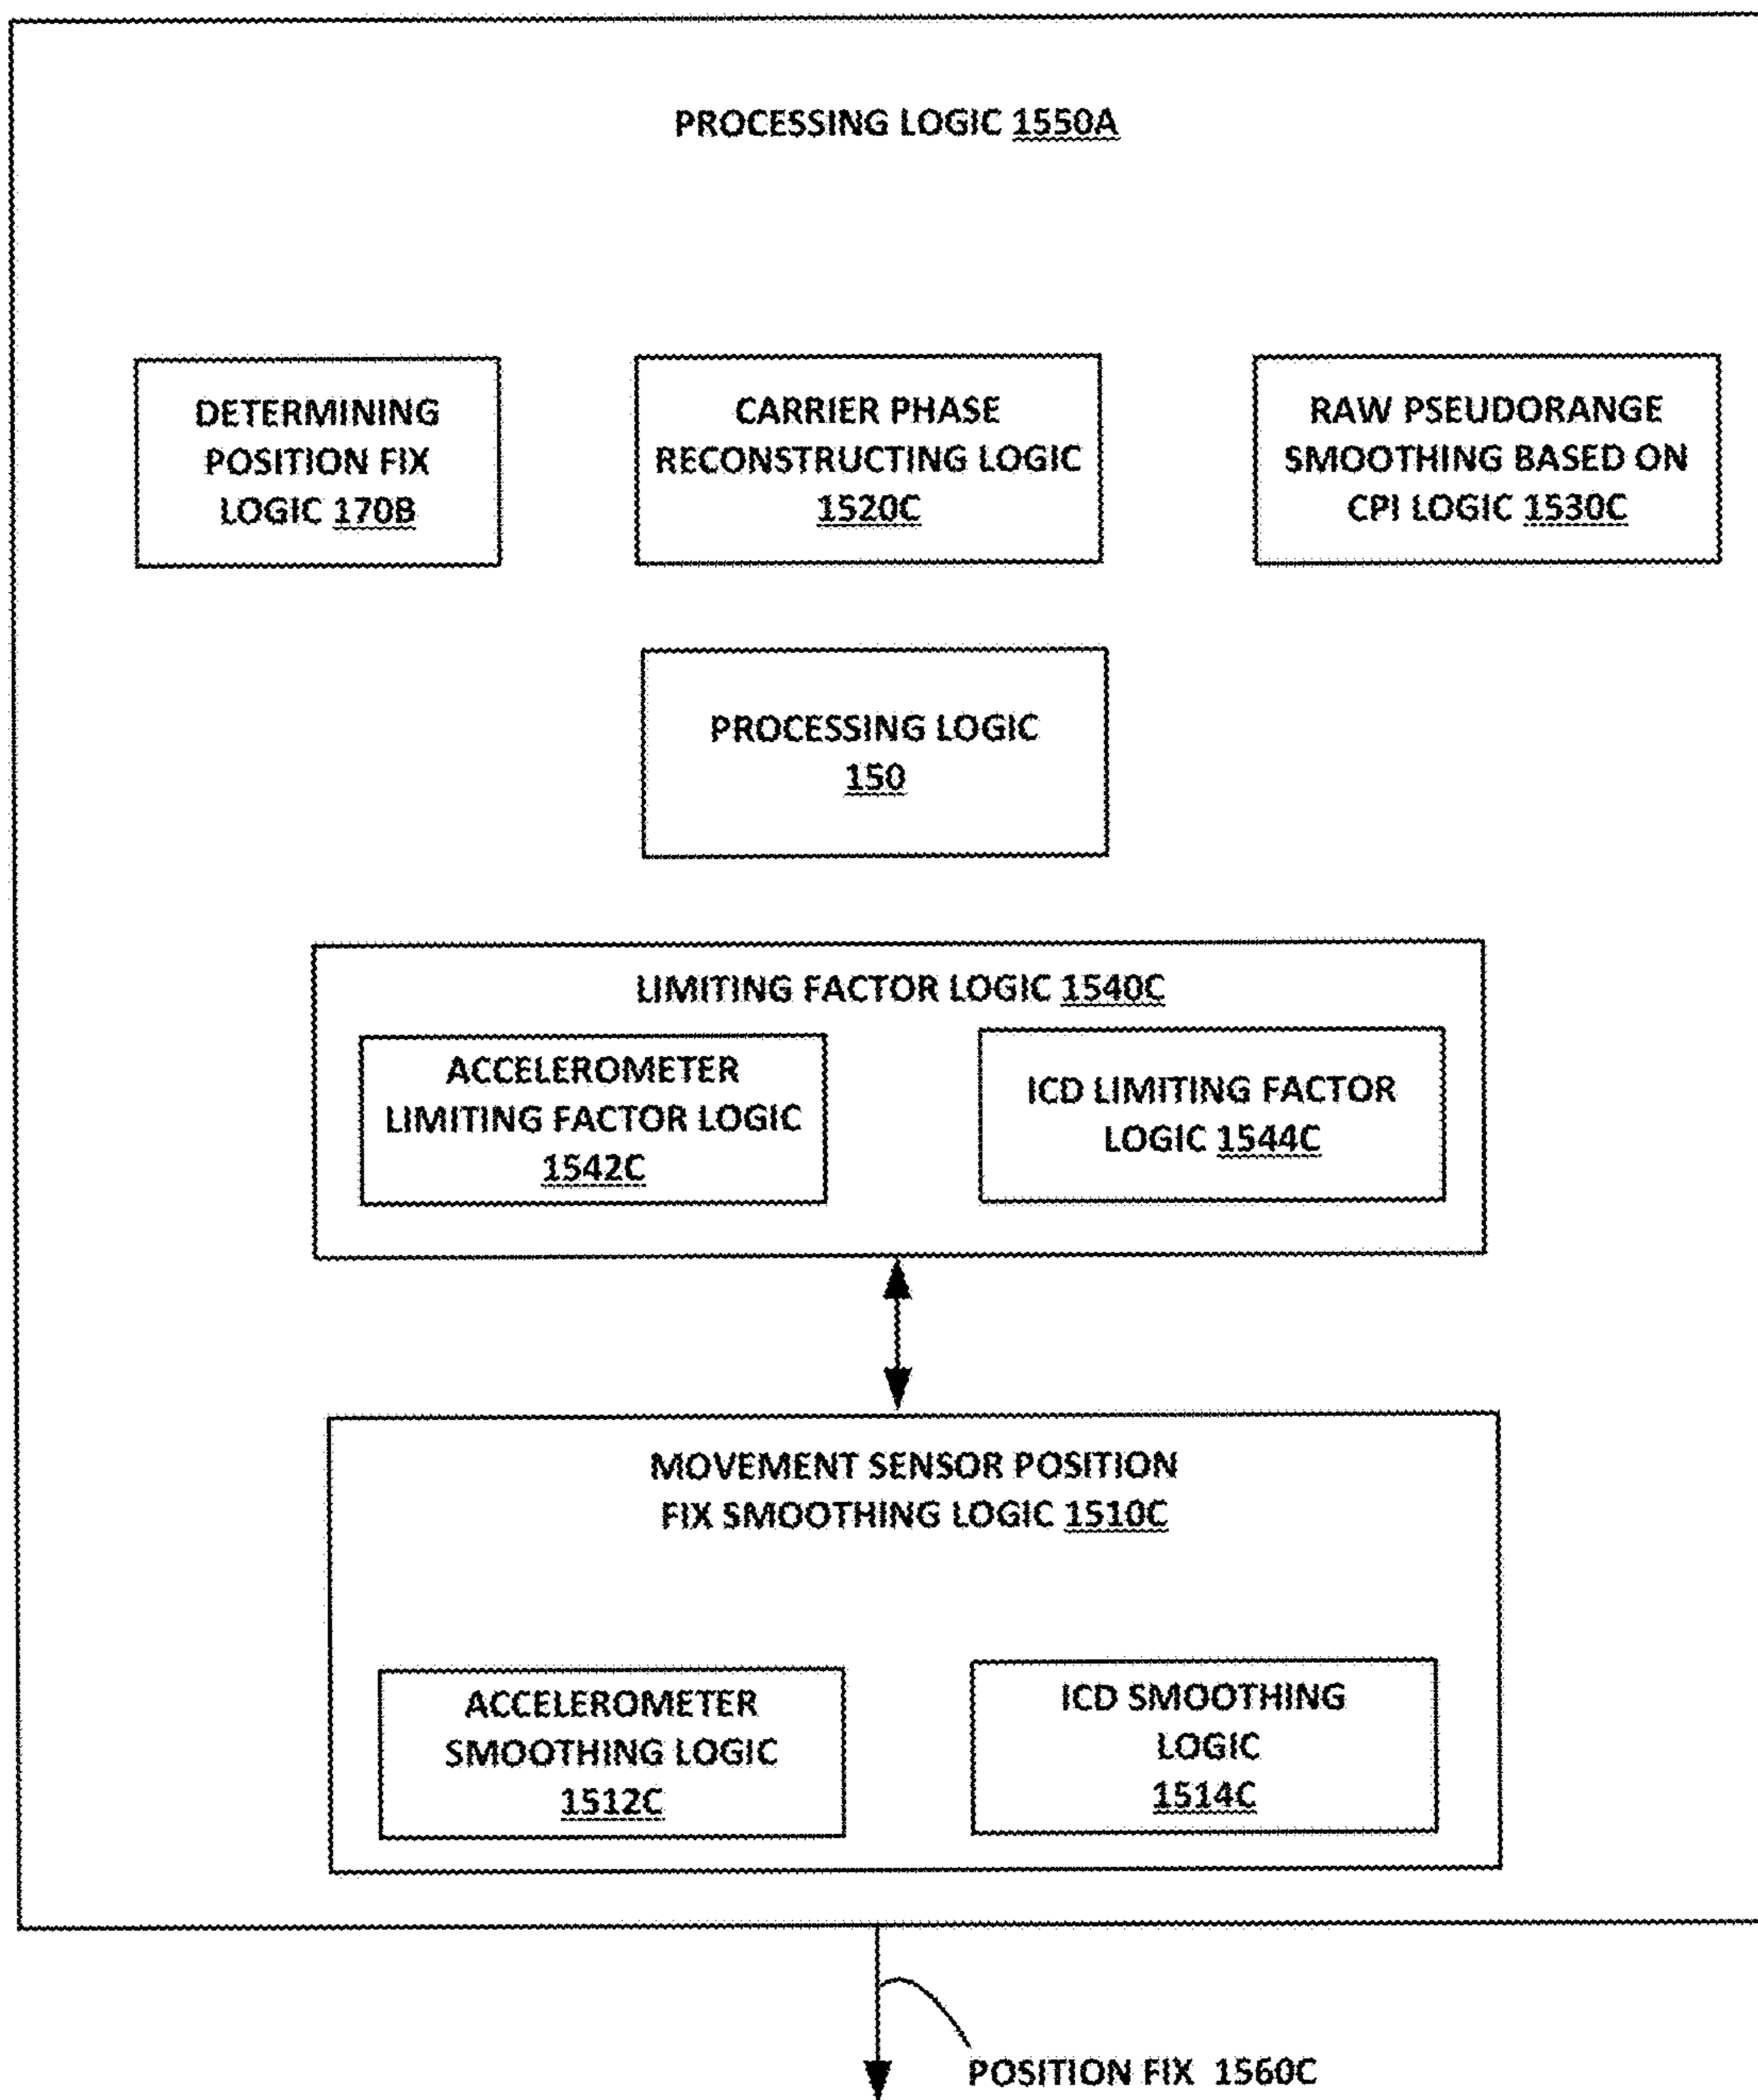 PROCESSING LOGIC 1550A
DETERMINING
POSITION FIX
LOGIC 170B
CARRIER PHASE
RECONSTRUCTING LOGIC
1520C
RAW PSEUDORANGE
SMOOTHING BASED ON
CPI LOGIC 1530C
PROCESSING LOGIC
150
LIMITING FACTOR LOGIC 1540C
ACCELEROMETER
LIMITING FACTOR LOGIC
1542C
ICD LIMITING FACTOR
LOGIC 1544C
MOVEMENT SENSOR POSITION
FIX SMOOTHING LOGIC 1510C
ACCELEROMETER
SMOOTHING LOGIC
1512C
ICD SMOOTHING
LOGIC
1514C
POSITION FIX 1560C